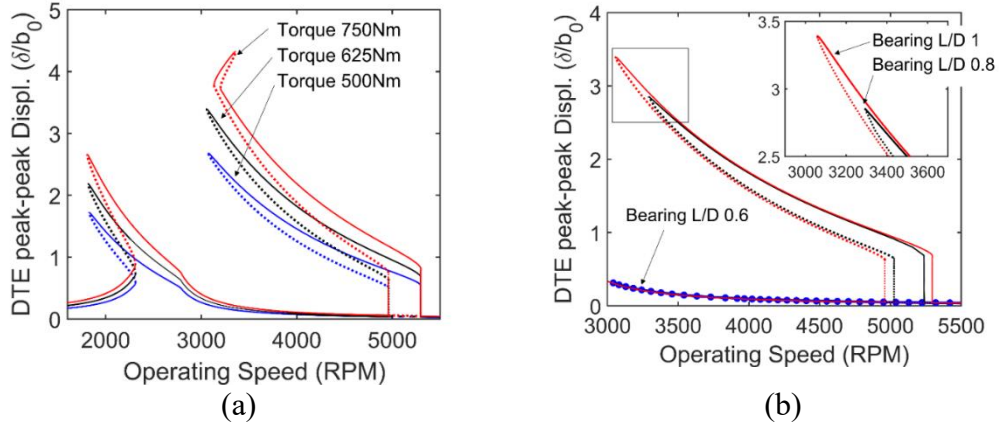 DTE peak-peak Displ. (δ/b0)
5
4
3
2
1
0
Torque 750Nm
Torque 625Nm
Torque 500Nm
2000 3000 4000 5000
Operating Speed (RPM)
(a)
DTE peak-peak Displ. (δ/b0)
4
3
2
1
0
3.5
3
2.5
Bearing L/D 1
Bearing L/D 0.8
3000 3200 3400 3600
Bearing L/D 0.6
3000 3500 4000 4500 5000 5500
Operating Speed (RPM)
(b)